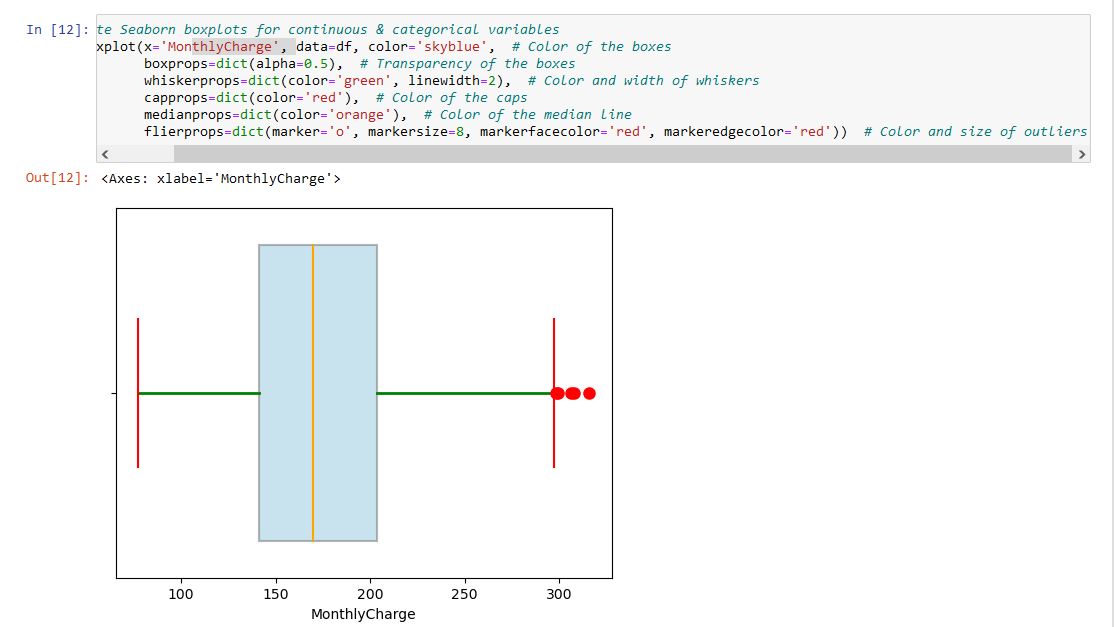 In [12]: te Seaborn boxplots for continuous & categorical variables
xplot(x='MonthlyCharge', data=df, color='skyblue',  # Color of the boxes
boxprops=dict(alpha=0.5),  # Transparency of the boxes
whiskerprops=dict(color='green', linewidth=2),  # Color and width of whiskers
capprops=dict(color='red'),  # Color of the caps
medianprops=dict(color='orange'),  # Color of the median line
flierprops=dict(marker='o', markersize=8, markerfacecolor='red', markeredgecolor='red'))  # Color and size of outliers
Out[12]: <Axes: xlabel='MonthlyCharge'>
100 150 200 250 300
MonthlyCharge